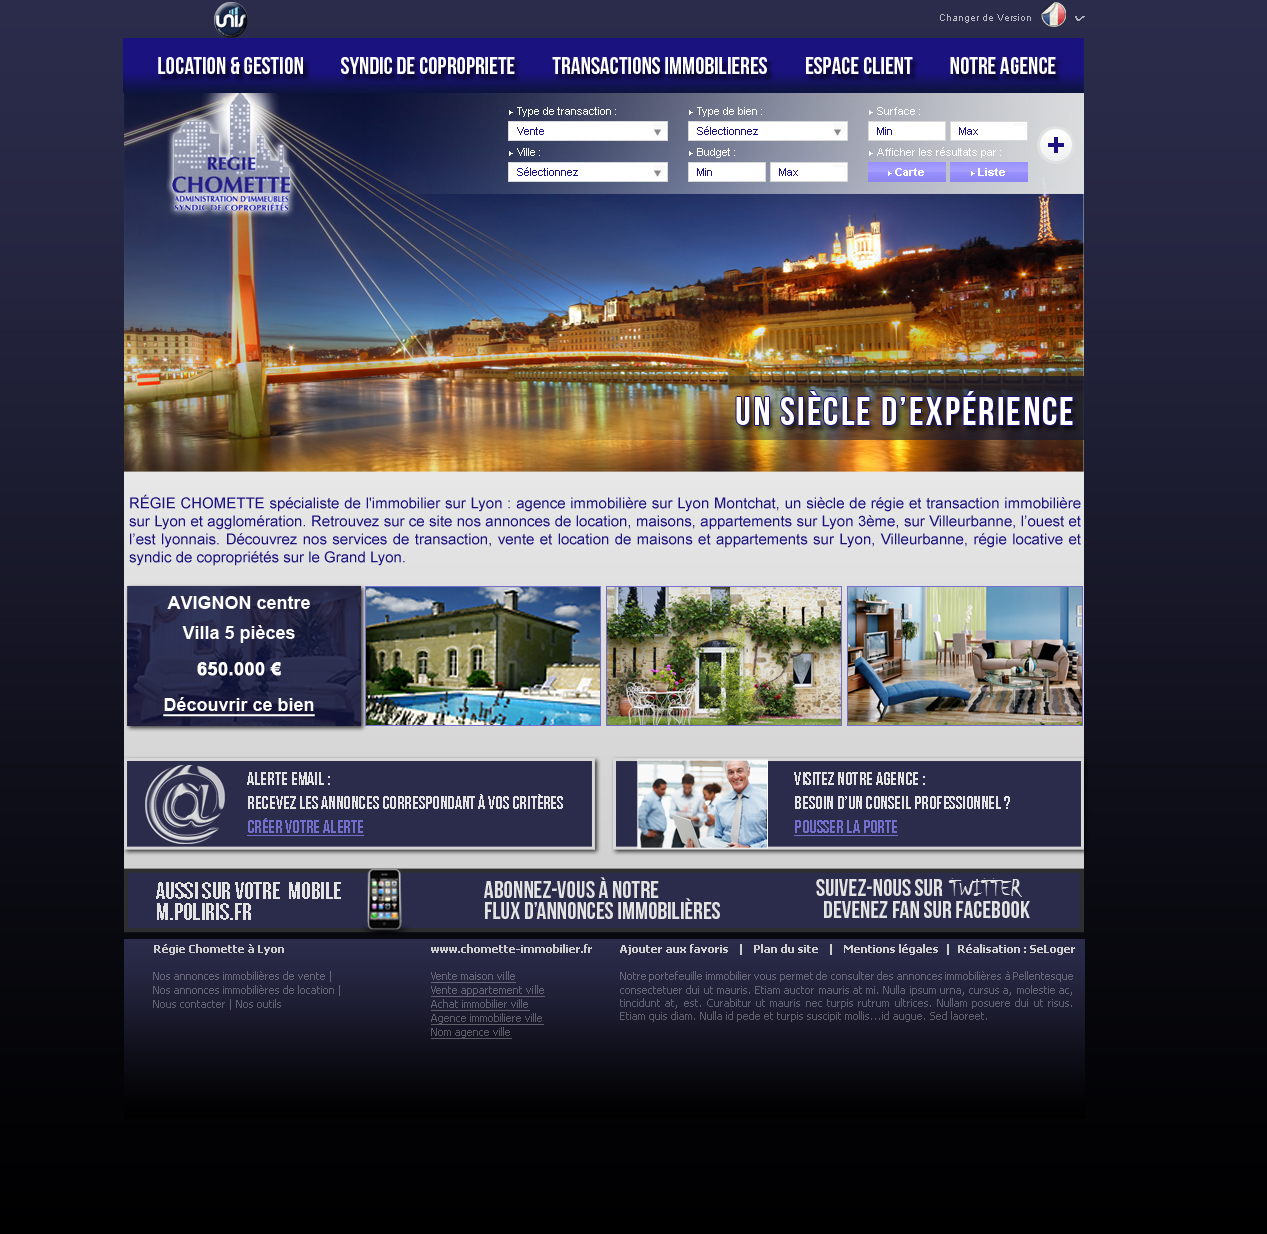 unis
Changer de Version
LOCATION & GESTION SYNDIC DE COPROPRIETE TRANSACTIONS IMMOBILIERES ESPACE CLIENT NOTRE AGENCE
Type de transaction : Type de bien : Surface :
Vente Sélectionnez Min Max
Ville : Budget : Afficher les résultats par :
Sélectionnez Min Max Carte Liste
REGIE
CHOMETTE
ADMINISTRATION D'IMMEUBLES
SYNDIC DE COPROPRIÉTÉS
UN SIÈCLE D'EXPÉRIENCE
RÉGIE CHOMETTE spécialiste de l'immobilier sur Lyon : agence immobilière sur Lyon Montchat, un siècle de régie et transaction immobilière
sur Lyon et agglomération. Retrouvez sur ce site nos annonces de location, maisons, appartements sur Lyon 3ème, sur Villeurbanne, l'ouest et
l'est lyonnais. Découvrez nos services de transaction, vente et location de maisons et appartements sur Lyon, Villeurbanne, régie locative et
syndic de copropriétés sur le Grand Lyon.
AVIGNON centre
Villa 5 pièces
650.000 €
Découvrir ce bien
ALERTE EMAIL :
RECEVEZ LES ANNONCES CORRESPONDANT À VOS CRITÈRES
CRÉER VOTRE ALERTE
VISITEZ NOTRE AGENCE :
BESOIN D'UN CONSEIL PROFESSIONNEL ?
POUSSER LA PORTE
AUSSI SUR VOTRE MOBILE
M.POLIRIS.FR
ABONNEZ-VOUS À NOTRE
FLUX D'ANNONCES IMMOBILIÈRES
SUIVEZ-NOUS SUR TWITTER
DEVENEZ FAN SUR FACEBOOK
Régie Chomette à Lyon
Nos annonces immobilières de vente |
Nos annonces immobilières de location |
Nous contacter | Nos outils
www.chomette-immobilier.fr
Vente maison ville
Vente appartement ville
Achat immobilier ville
Agence immobiliere ville
Nom agence ville
Ajouter aux favoris | Plan du site | Mentions légales | Réalisation : SeLoger
Notre portefeuille immobilier vous permet de consulter des annonces immobilières à Pellentesque
consectetuer dui ut mauris. Etiam auctor mauris at mi. Nulla ipsum urna, cursus a, molestie ac,
tincidunt at, est. Curabitur ut mauris nec turpis rutrum ultrices. Nullam posuere dui ut risus.
Etiam quis diam. Nulla id pede et turpis suscipit mollis...id augue. Sed laoreet.